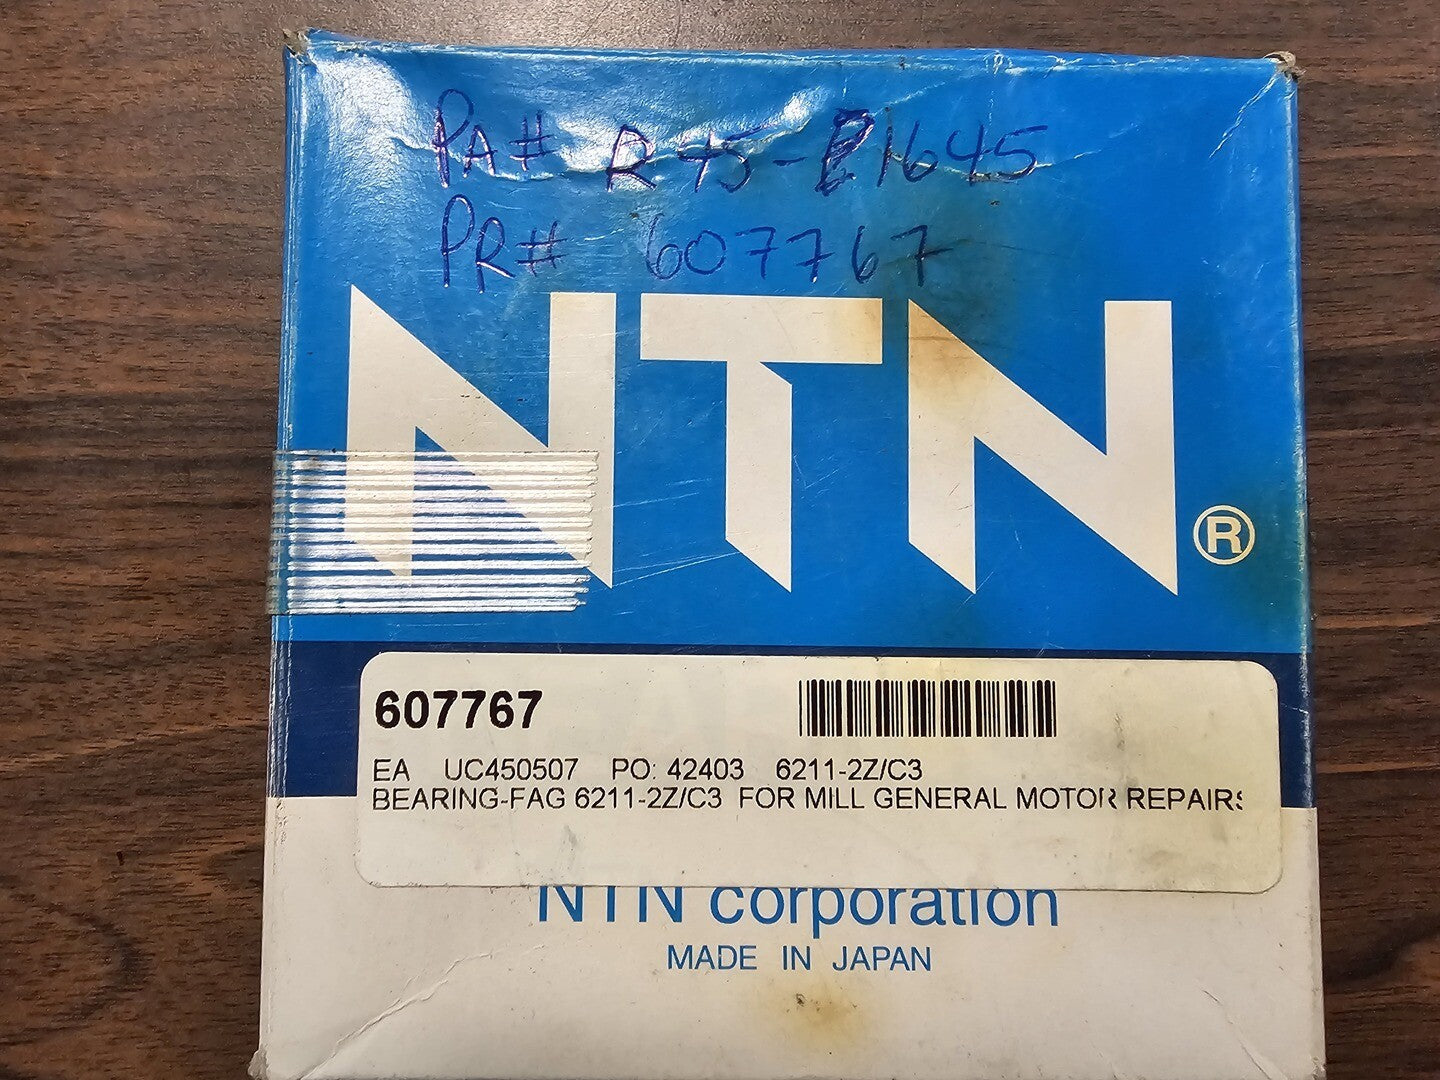 PA# R45-E1645
PR# 607767
NTN®
607767
EA UC450507 PO: 42403 6211-2Z/C3
BEARING-FAG 6211-2Z/C3 FOR MILL GENERAL MOTOR REPAIRS
NTN corporation
MADE IN JAPAN